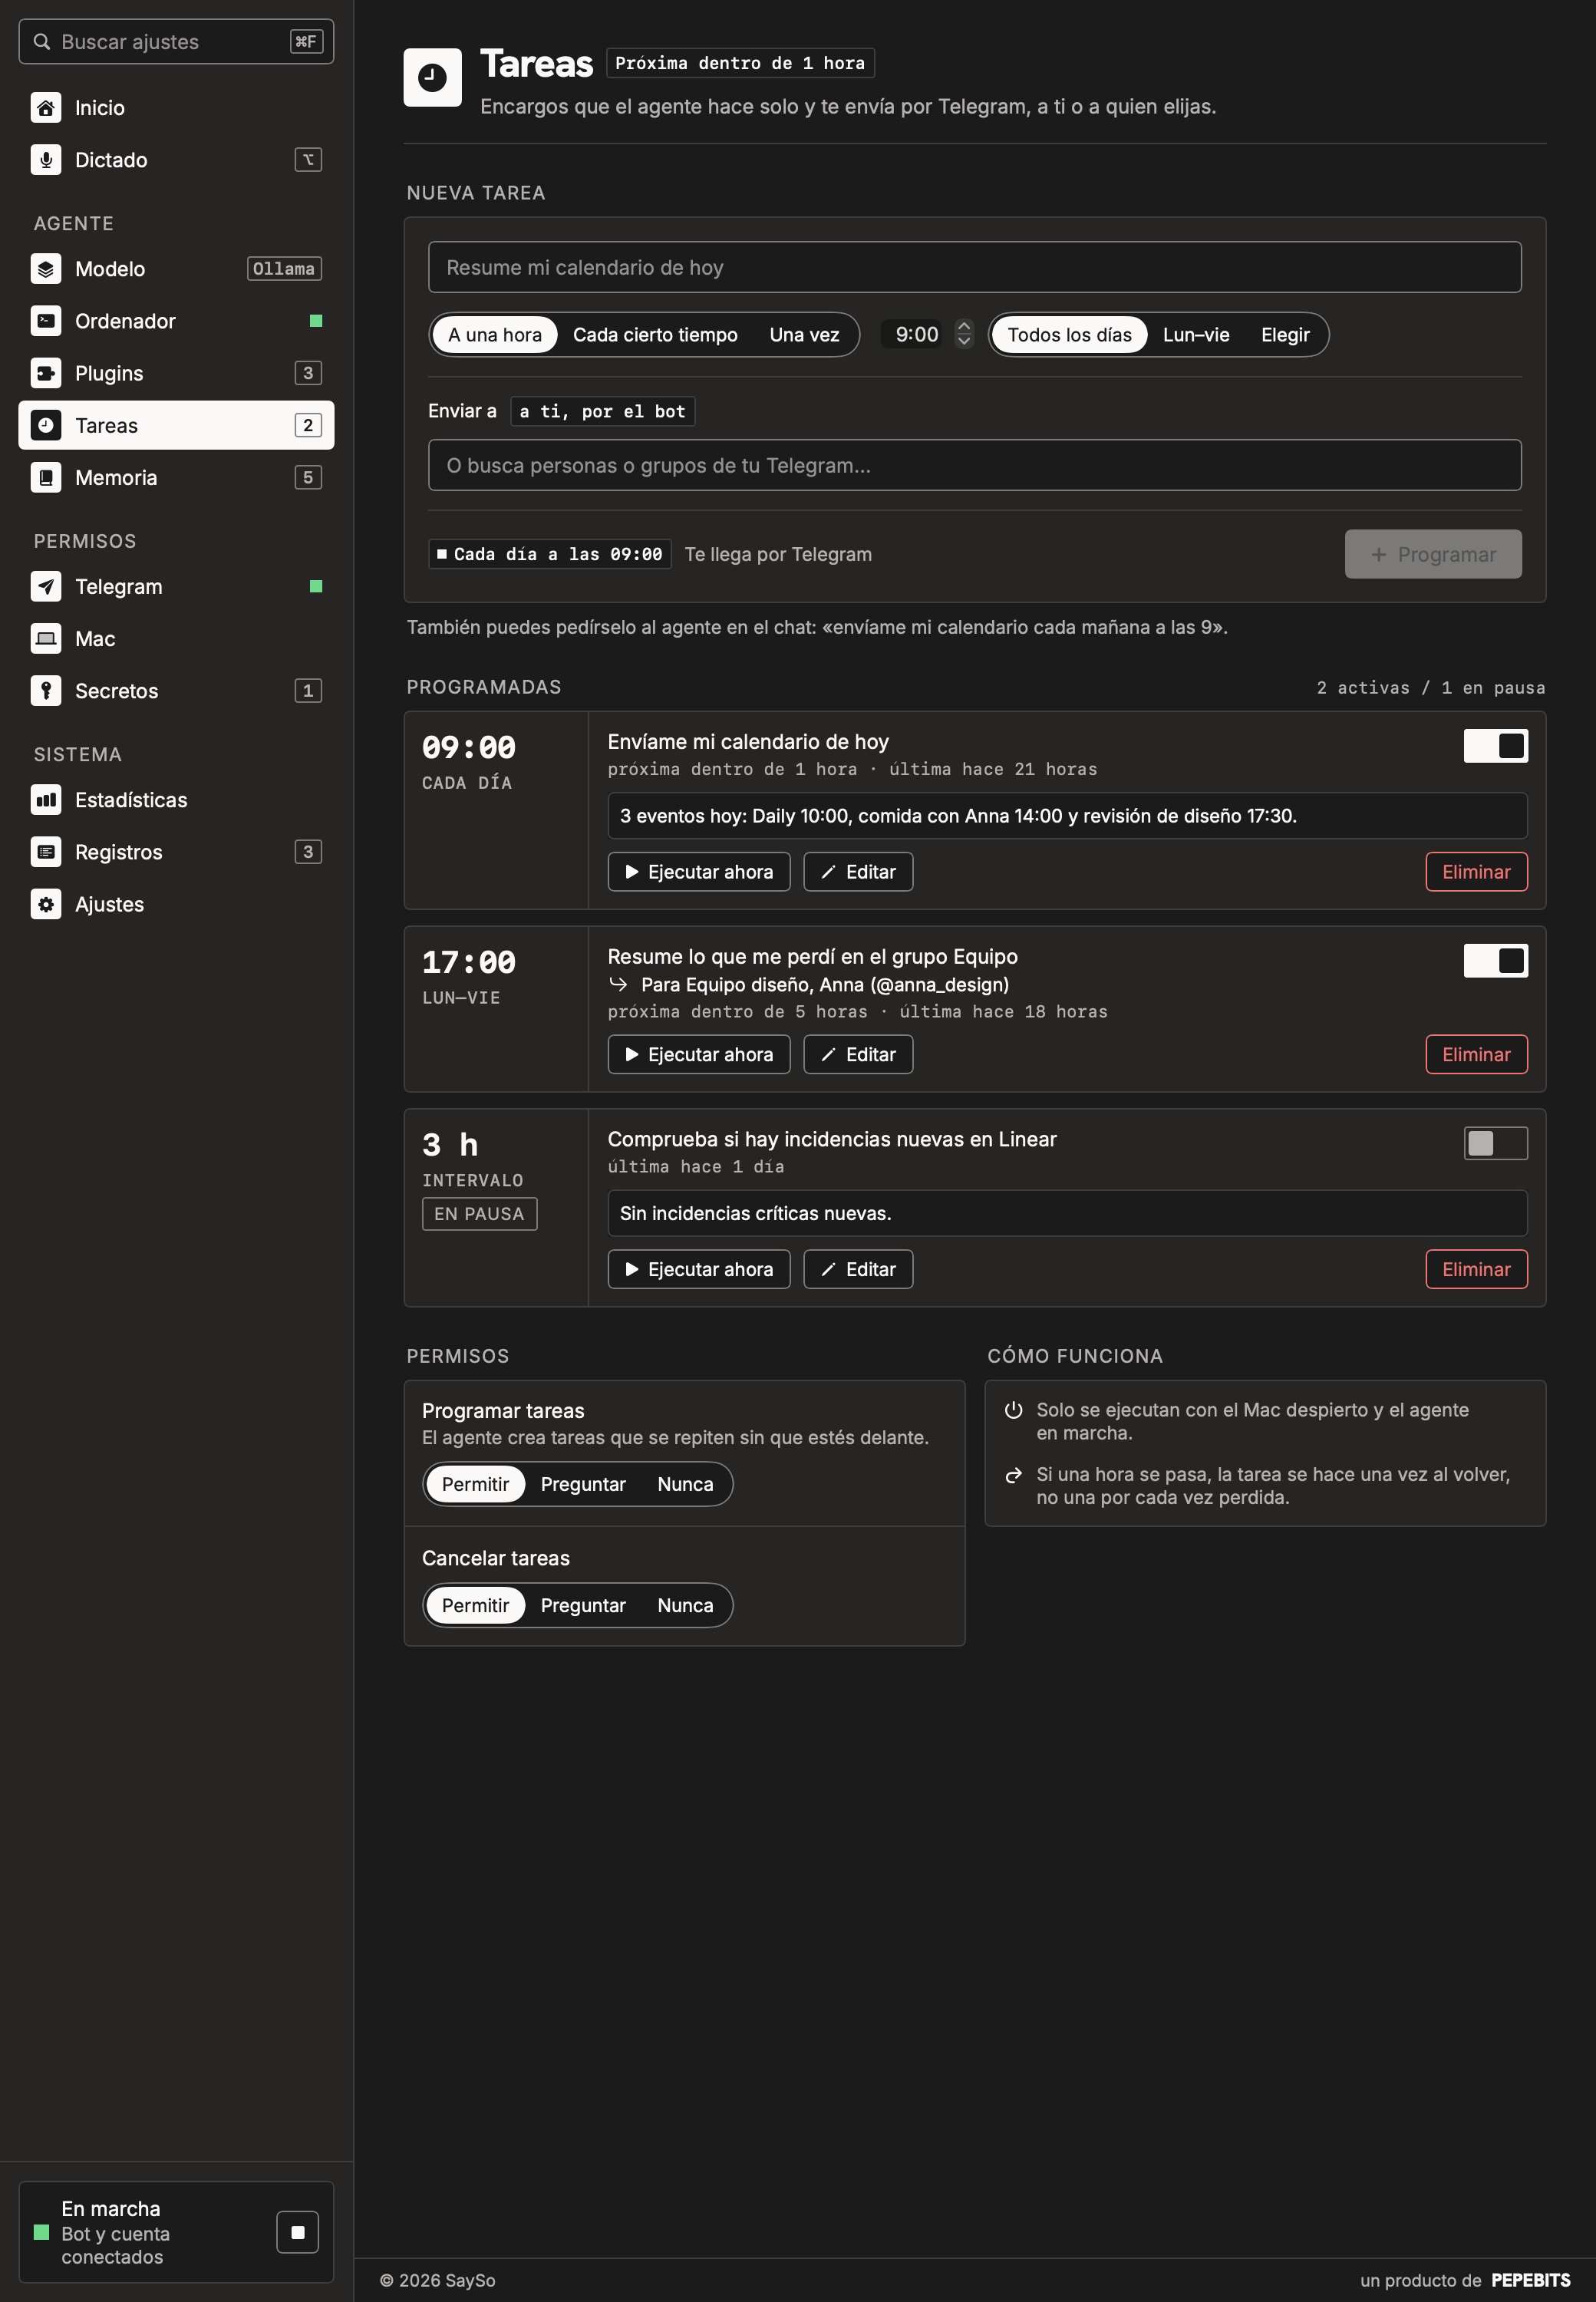 Buscar ajustes ⌘F
Inicio
Dictado ⌥
AGENTE
Modelo Ollama
Ordenador
Plugins 3
Tareas 2
Memoria 5
PERMISOS
Telegram
Mac
Secretos 1
SISTEMA
Estadísticas
Registros 3
Ajustes
En marcha
Bot y cuenta
conectados
Tareas Próxima dentro de 1 hora
Encargos que el agente hace solo y te envía por Telegram, a ti o a quien elijas.
NUEVA TAREA
Resume mi calendario de hoy
A una hora Cada cierto tiempo Una vez 9:00 Todos los días Lun–vie Elegir
Enviar a a ti, por el bot
O busca personas o grupos de tu Telegram...
Cada día a las 09:00 Te llega por Telegram + Programar
También puedes pedírselo al agente en el chat: «envíame mi calendario cada mañana a las 9».
PROGRAMADAS 2 activas / 1 en pausa
09:00
CADA DÍA
Envíame mi calendario de hoy
próxima dentro de 1 hora · última hace 21 horas
3 eventos hoy: Daily 10:00, comida con Anna 14:00 y revisión de diseño 17:30.
Ejecutar ahora Editar Eliminar
17:00
LUN–VIE
Resume lo que me perdí en el grupo Equipo
Para Equipo diseño, Anna (@anna_design)
próxima dentro de 5 horas · última hace 18 horas
Ejecutar ahora Editar Eliminar
3 h
INTERVALO
EN PAUSA
Comprueba si hay incidencias nuevas en Linear
última hace 1 día
Sin incidencias críticas nuevas.
Ejecutar ahora Editar Eliminar
PERMISOS
Programar tareas
El agente crea tareas que se repiten sin que estés delante.
Permitir Preguntar Nunca
Cancelar tareas
Permitir Preguntar Nunca
CÓMO FUNCIONA
Solo se ejecutan con el Mac despierto y el agente
en marcha.
Si una hora se pasa, la tarea se hace una vez al volver,
no una por cada vez perdida.
© 2026 SaySo un producto de PEPEBITS